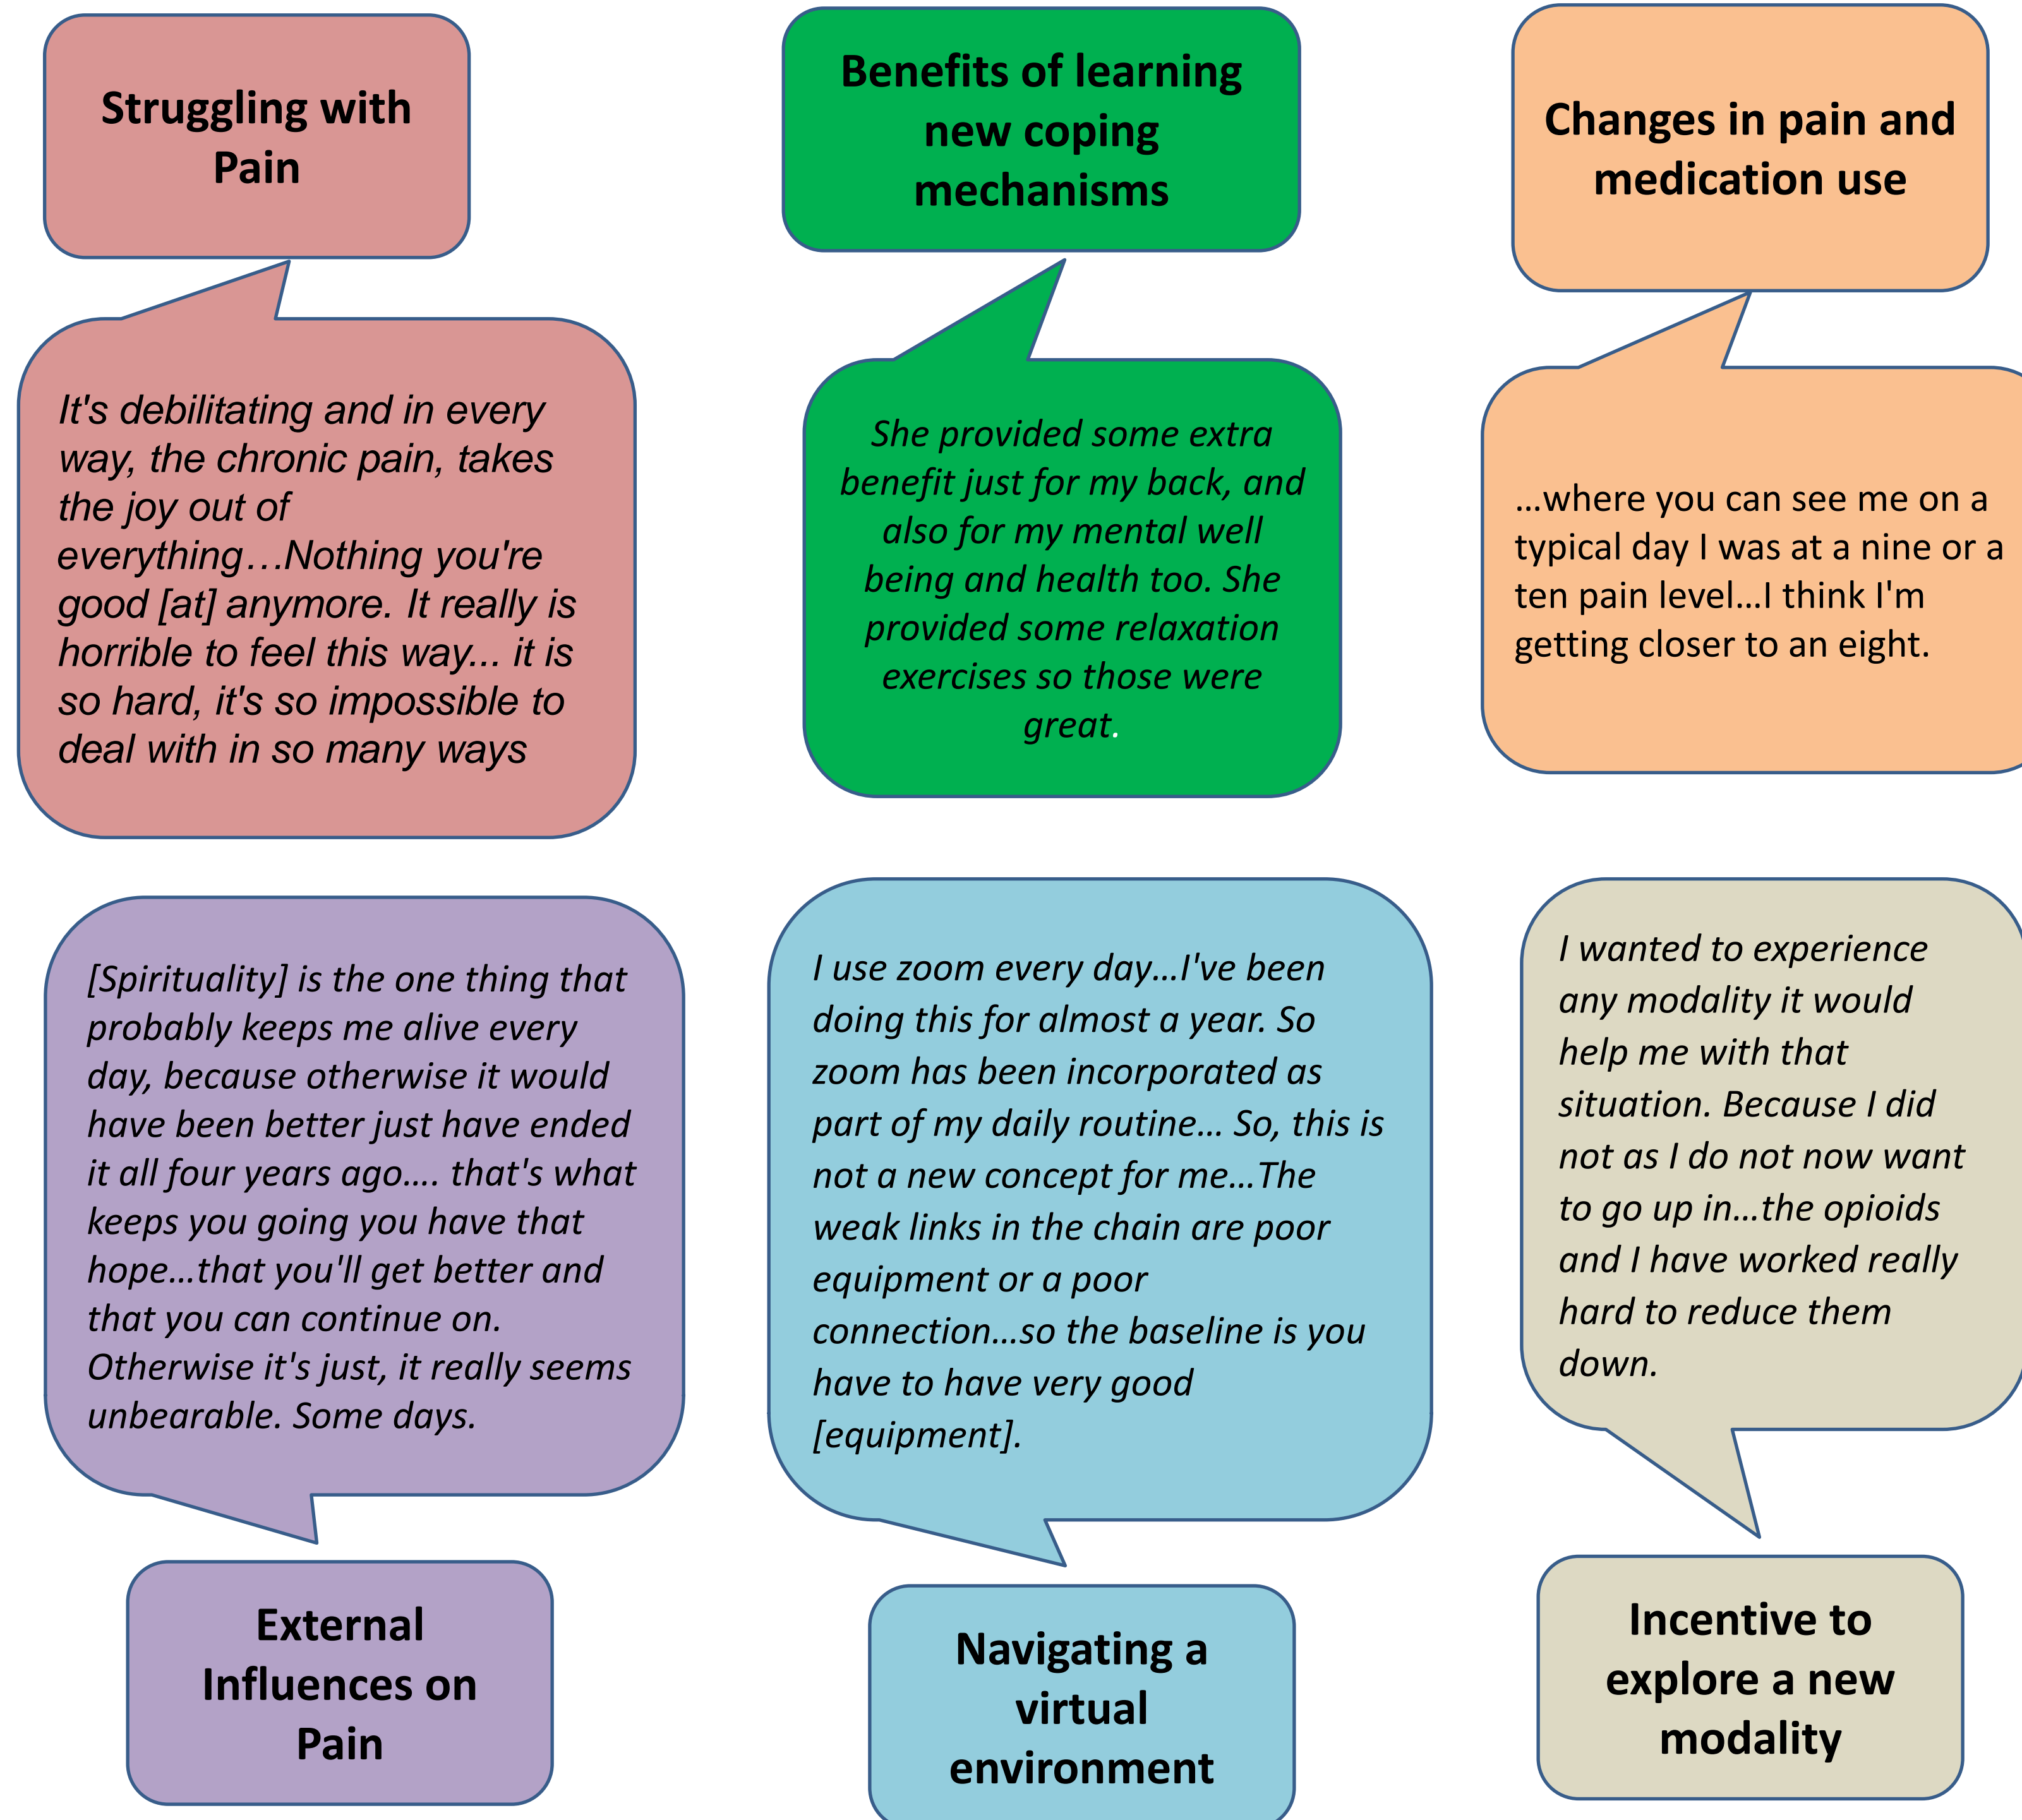 Struggling with
Pain
It's debilitating and in every
way, the chronic pain, takes
the joy out of
everything…Nothing you're
good [at] anymore. It really is
horrible to feel this way... it is
so hard, it's so impossible to
deal with in so many ways
Benefits of learning
new coping
mechanisms
She provided some extra
benefit just for my back, and
also for my mental well
being and health too. She
provided some relaxation
exercises so those were
great.
Changes in pain and
medication use
…where you can see me on a
typical day I was at a nine or a
ten pain level…I think I'm
getting closer to an eight.
[Spirituality] is the one thing that
probably keeps me alive every
day, because otherwise it would
have been better just have ended
it all four years ago…. that's what
keeps you going you have that
hope…that you'll get better and
that you can continue on.
Otherwise it's just, it really seems
unbearable. Some days.
External
Influences on
Pain
I use zoom every day…I've been
doing this for almost a year. So
zoom has been incorporated as
part of my daily routine… So, this is
not a new concept for me…The
weak links in the chain are poor
equipment or a poor
connection…so the baseline is you
have to have very good
[equipment].
Navigating a
virtual
environment
I wanted to experience
any modality it would
help me with that
situation. Because I did
not as I do not now want
to go up in…the opioids
and I have worked really
hard to reduce them
down.
Incentive to
explore a new
modality